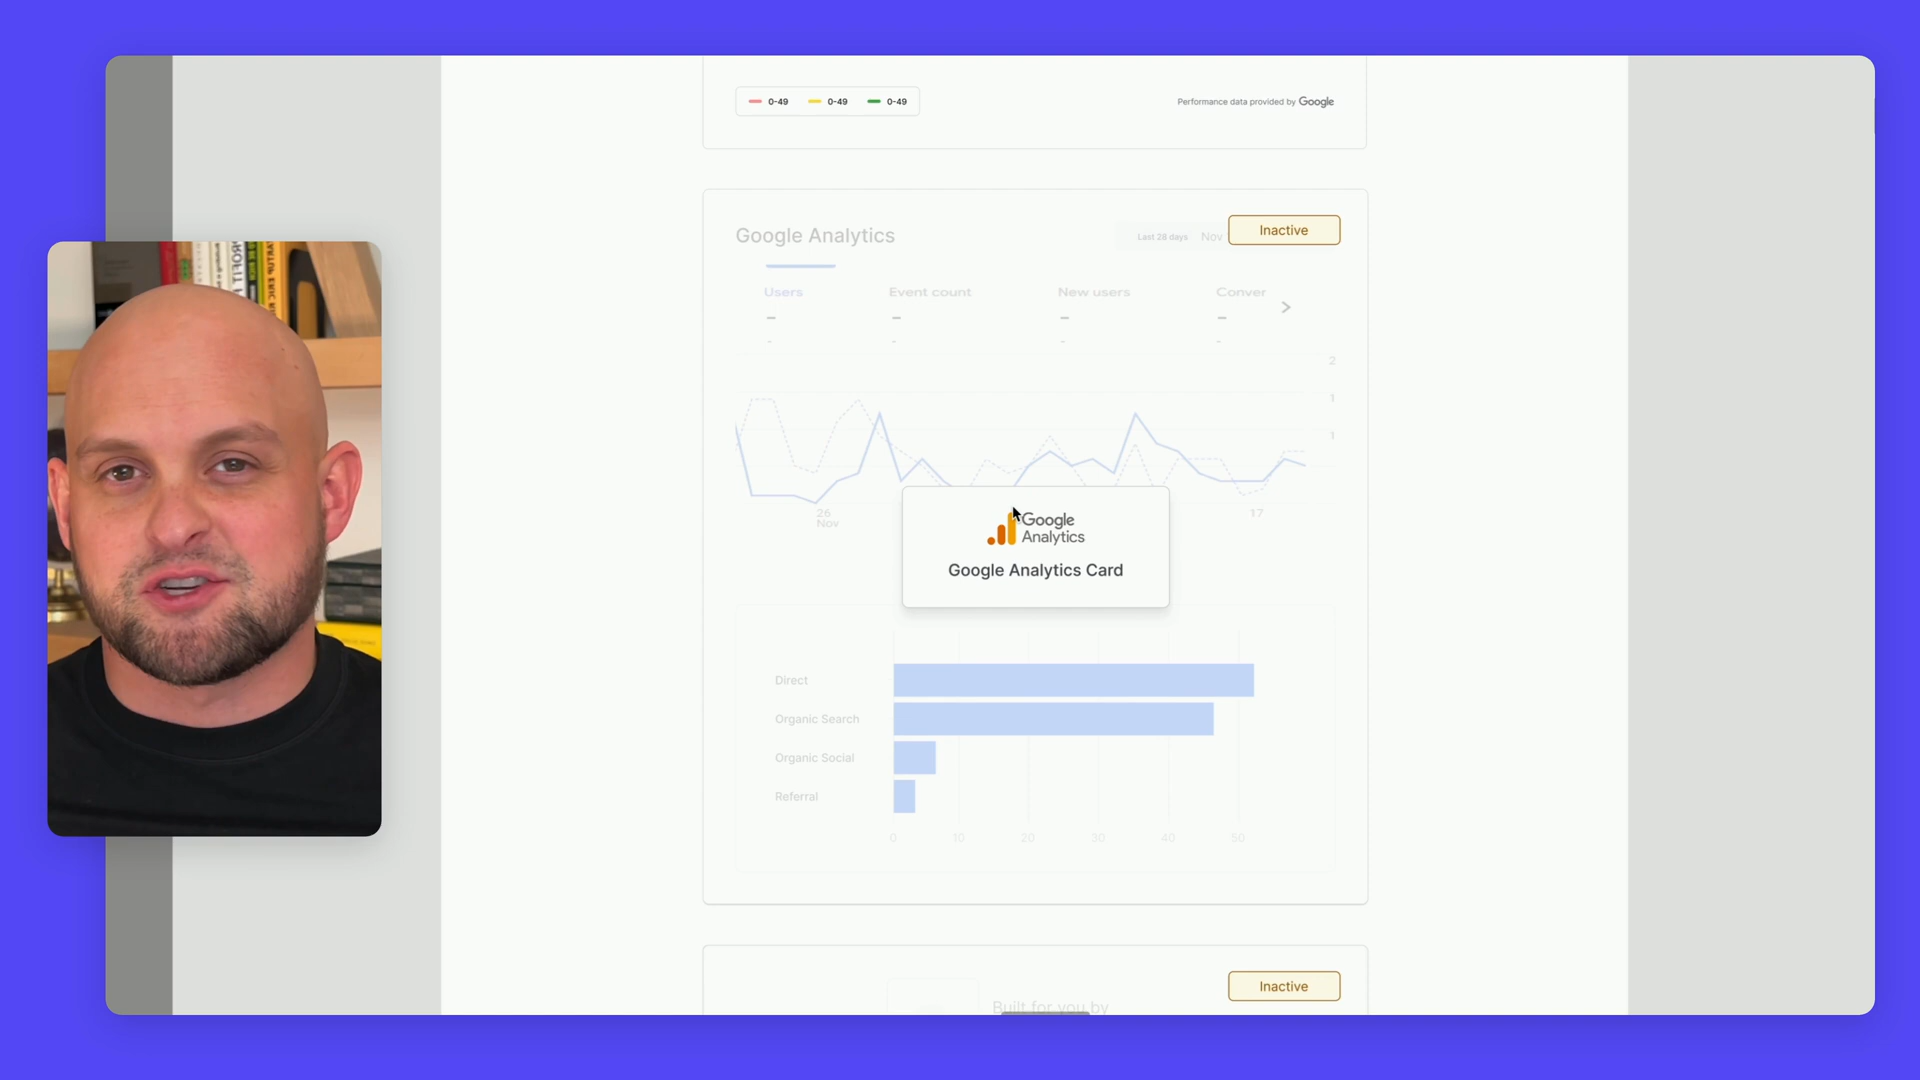 0-49 0-49 0-49
Performance data provided by Google
Google Analytics
Last 28 days Nov
Inactive
Users Event count New users Conver
2
1
1
26
Nov
17
Google
Analytics
Google Analytics Card
Direct
Organic Search
Organic Social
Referral
0 10 20 30 40 50
Inactive
Built for you by